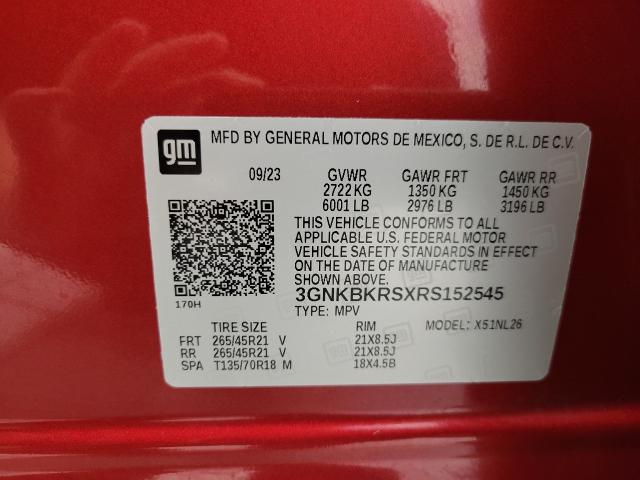 gm
MFD BY GENERAL MOTORS DE MEXICO, S. DE R.L. DE C.V.
09/23 GVWR GAWR FRT GAWR RR
2722 KG 1350 KG 1450 KG
6001 LB 2976 LB 3196 LB
THIS VEHICLE CONFORMS TO ALL
APPLICABLE U.S. FEDERAL MOTOR
VEHICLE SAFETY STANDARDS IN EFFECT
ON THE DATE OF MANUFACTURE
SHOWN ABOVE.
170H
3GNKBKRSXRS152545
TYPE: MPV MODEL: X51NL26
TIRE SIZE RIM
FRT 265/45R21 V 21X8.5J
RR 265/45R21 V 21X8.5J
SPA T135/70R18 M 18X4.5B